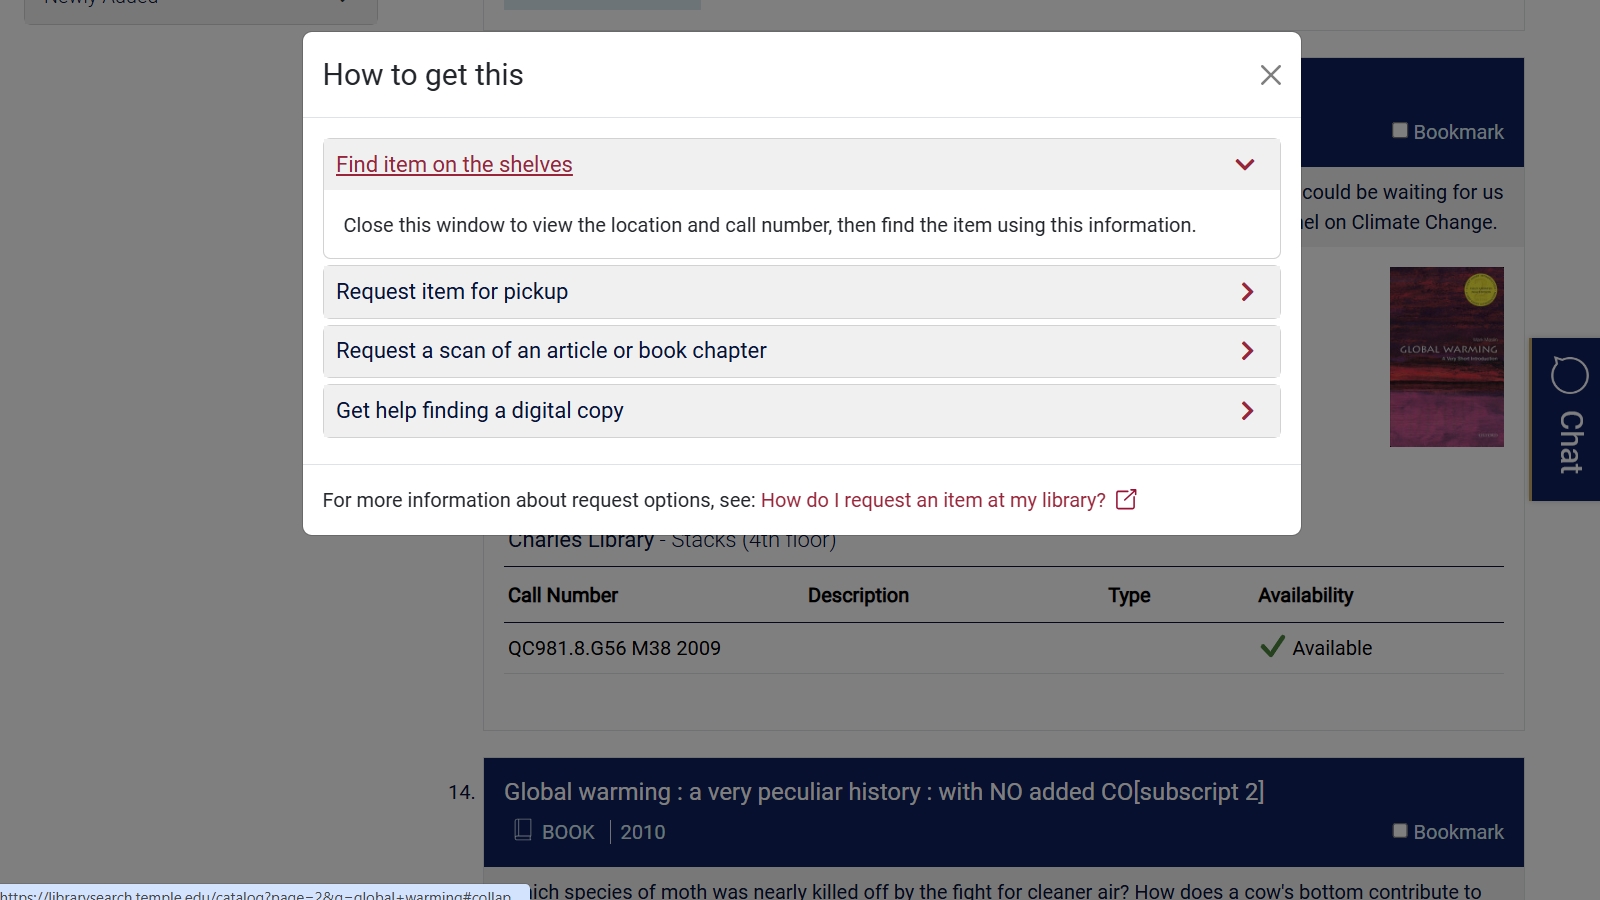 Newly Added
How to get this
Bookmark
Find item on the shelves
could be waiting for us
Close this window to view the location and call number, then find the item using this information.
el on Climate Change.
Request item for pickup
GLOBAL WARMING
Request a scan of an article or book chapter
Get help finding a digital copy
Chat
For more information about request options, see: How do I request an item at my library?
Charles Library - Stacks (4th floor)
Call Number Description Type Availability
QC981.8.G56 M38 2009 Available
14. Global warming : a very peculiar history : with NO added CO[subscript 2]
BOOK 2010 Bookmark
https://librarysearch.temple.edu/catalog?page=2&q=global+warming#collap
ich species of moth was nearly killed off by the fight for cleaner air? How does a cow's bottom contribute to